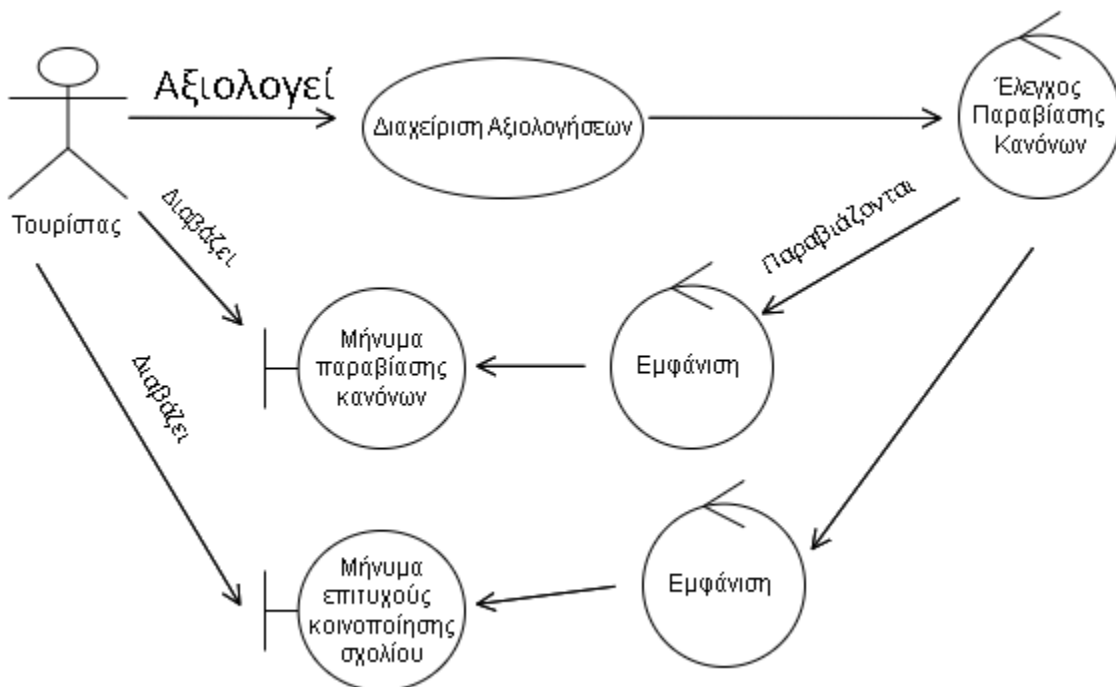 Αξιολογεί
Διαχείριση Αξιολογήσεων
Έλεγχος
Παραβίασης
Κανόνων
Τουρίστας
Διαβάζει
Παραβιάζονται
Μήνυμα
παραβίασης
κανόνων
Εμφάνιση
Διαβάζει
Μήνυμα
επιτυχούς
κοινοποίησης
σχολίου
Εμφάνιση